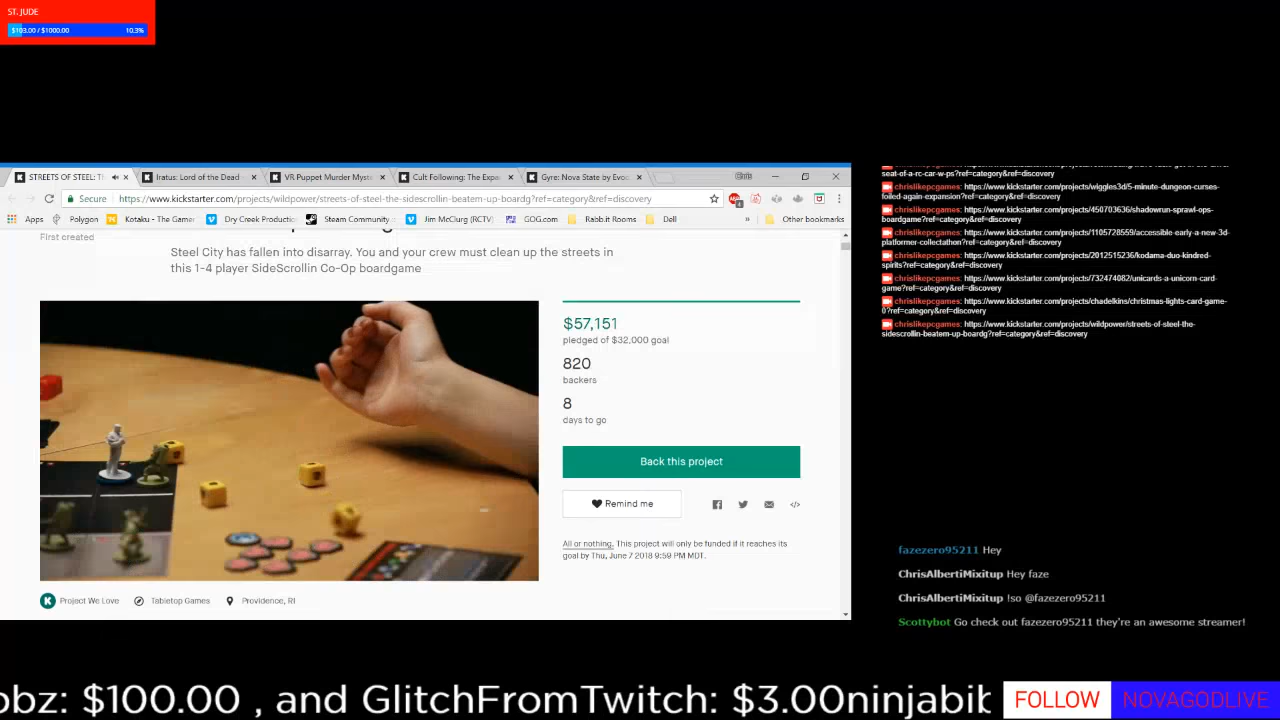 ST. JUDE
$103.00 / $1000.00 10.3%
STREETS OF STEEL: Th
Iratus: Lord of the Dead
VR Puppet Murder Myst
Cult Following: The Expa
Gyre: Nova State by Evoc
Chris
Secure https://www.kickstarter.com/projects/wildpower/streets-of-steel-the-sidescrollin-beatem-up-boardg?ref=category&ref=discovery
Apps Polygon Kotaku - The Gamer Dry Creek Productio Steam Community Jim McClurg (RCTV) GOG.com Rabb.it Rooms Dell » Other bookmarks
First created
Steel City has fallen into disarray. You and your crew must clean up the streets in
this 1-4 player SideScrollin Co-Op boardgame
$57,151
pledged of $32,000 goal
820
backers
8
days to go
Back this project
Remind me
All or nothing. This project will only be funded if it reaches its
goal by Thu, June 7 2018 9:59 PM MDT.
Project We Love Tabletop Games Providence, RI
seat-of-a-rc-car-w-ps?ref=category&ref=discovery
chrislikepcgames: https://www.kickstarter.com/projects/wiggles3d/5-minute-dungeon-curses-
foiled-again-expansion?ref=category&ref=discovery
chrislikepcgames: https://www.kickstarter.com/projects/450703636/shadowrun-sprawl-ops-
boardgame?ref=category&ref=discovery
chrislikepcgames: https://www.kickstarter.com/projects/1105728559/accessible-early-a-new-3d-
platformer-collectathon?ref=category&ref=discovery
chrislikepcgames: https://www.kickstarter.com/projects/2012515236/kodama-duo-kindred-
spirits?ref=category&ref=discovery
chrislikepcgames: https://www.kickstarter.com/projects/732474082/unicards-a-unicorn-card-
game?ref=category&ref=discovery
chrislikepcgames: https://www.kickstarter.com/projects/chadelkins/christmas-lights-card-game-
0?ref=category&ref=discovery
chrislikepcgames: https://www.kickstarter.com/projects/wildpower/streets-of-steel-the-
sidescrollin-beatem-up-boardg?ref=category&ref=discovery
fazezero95211 Hey
ChrisAlbertiMixitup Hey faze
ChrisAlbertiMixitup !so @fazezero95211
Scottybot Go check out fazezero95211 they're an awesome streamer!
obz: $100.00 , and GlitchFromTwitch: $3.00ninjabik
FOLLOW NOVAGODLIVE